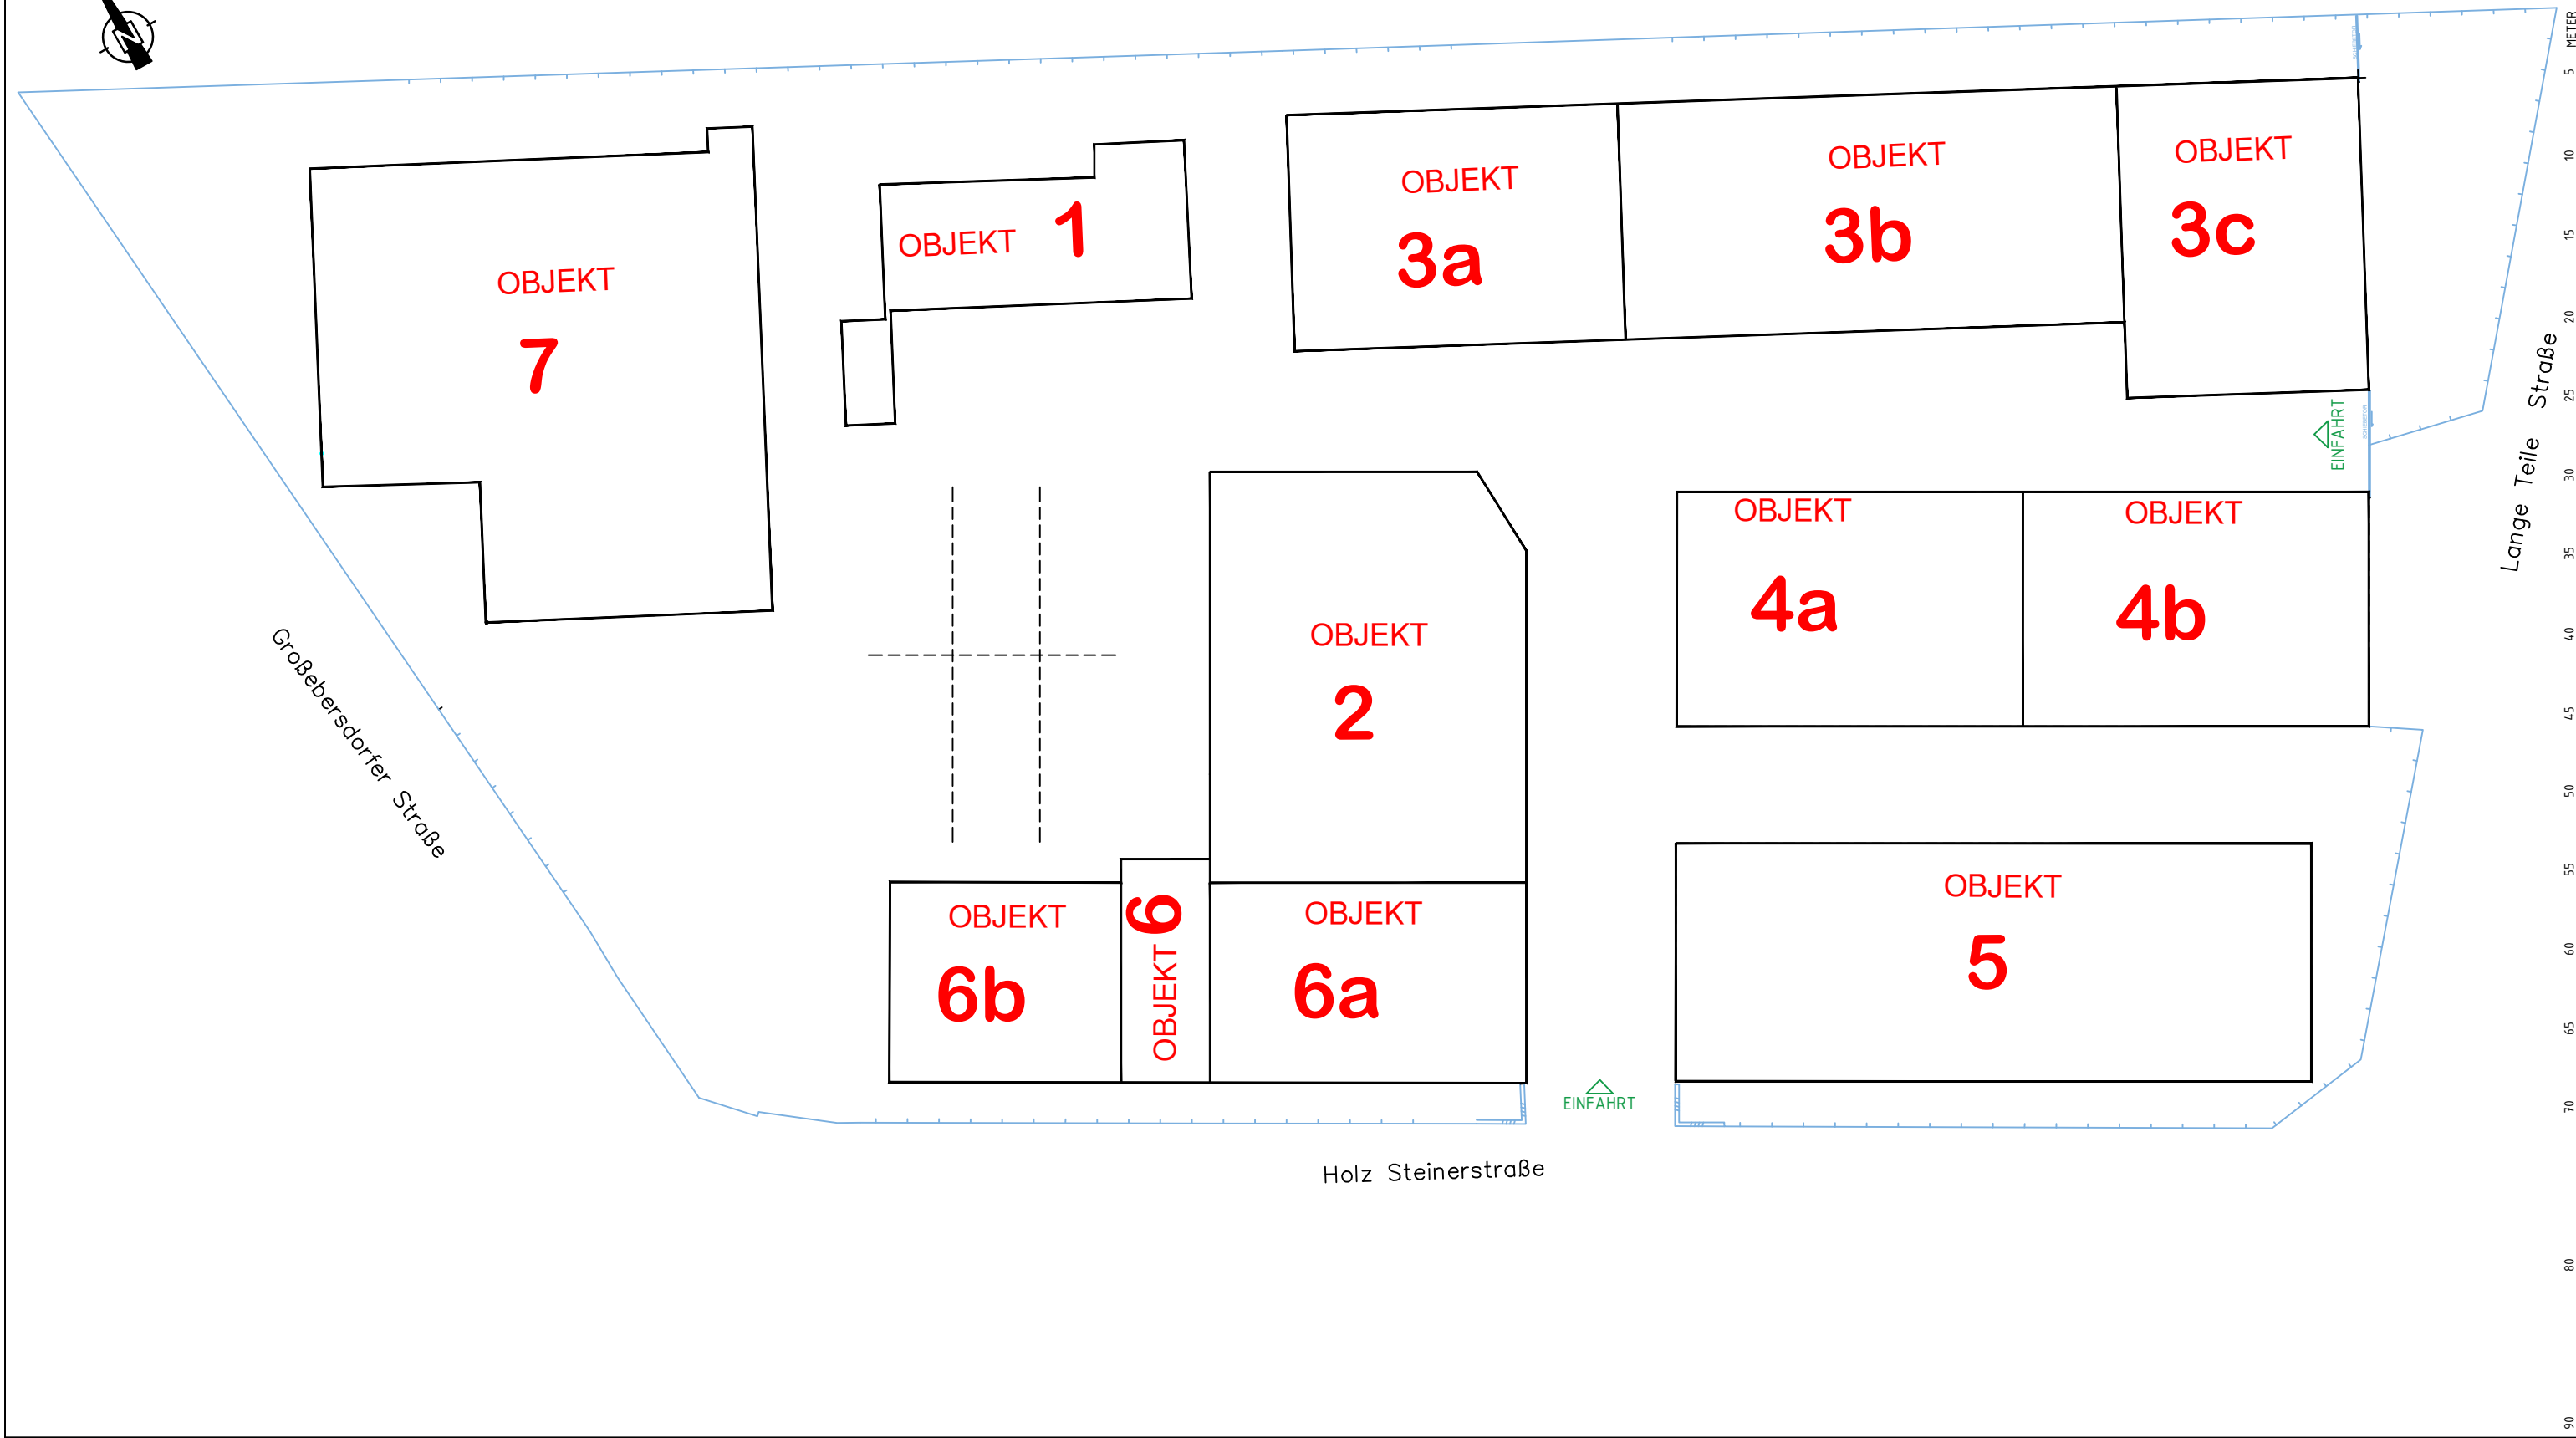 N
METER
5
10
15
20
25
30
35
40
45
50
55
60
65
70
80
90
OBJEKT
7
OBJEKT 1
OBJEKT
3a
OBJEKT
3b
OBJEKT
3c
EINFAHRT
Lange Teile Straße
OBJEKT
2
OBJEKT
4a
OBJEKT
4b
Großebersdorfer Straße
OBJEKT
6b
OBJEKT 6
OBJEKT
6a
OBJEKT
5
EINFAHRT
Holz Steinerstraße